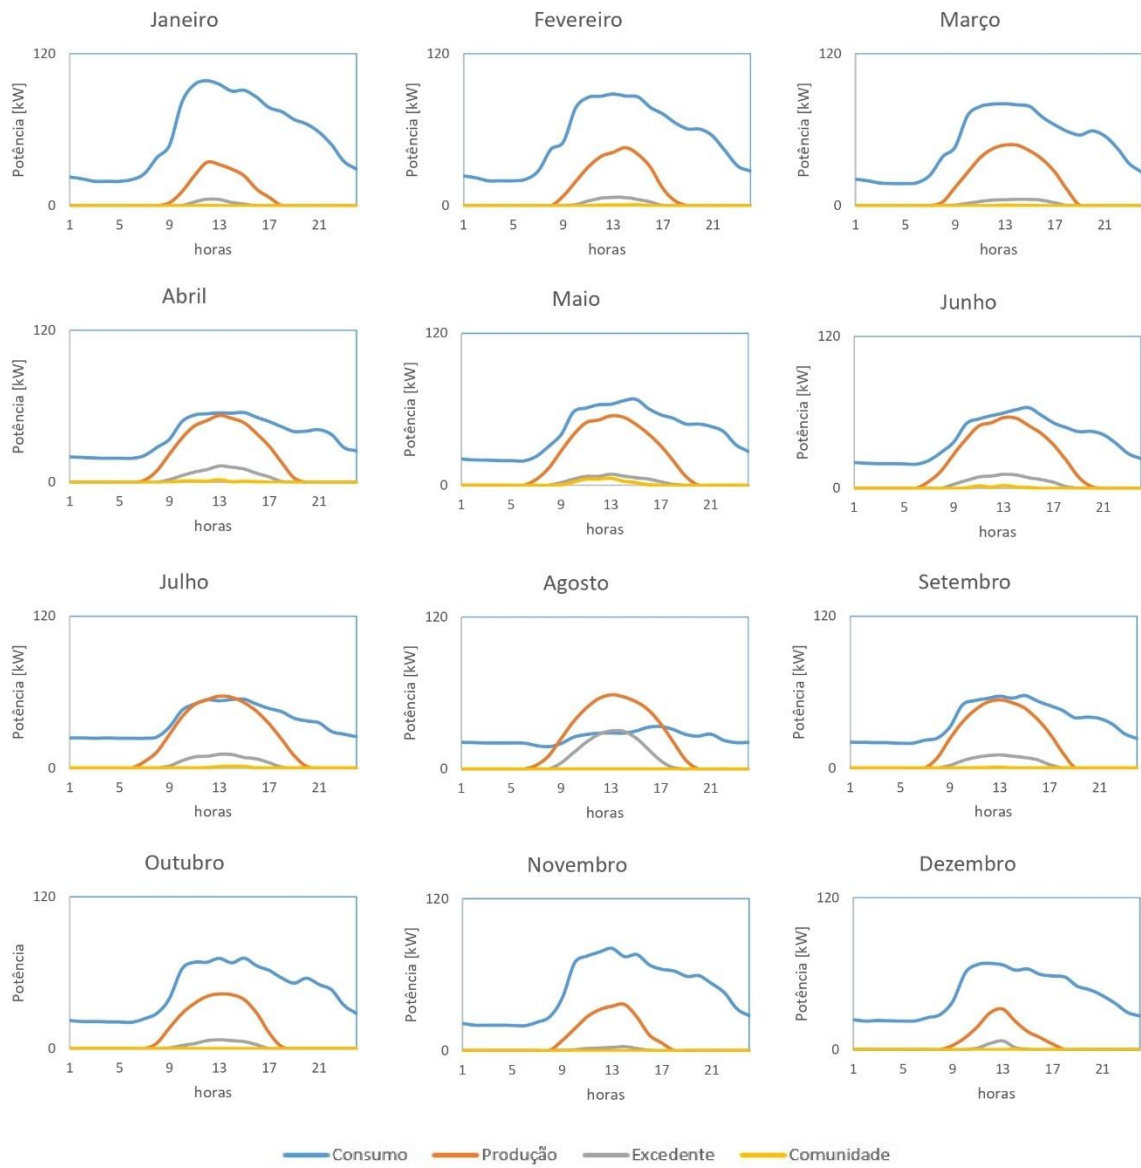 Janeiro
120
Potência [kW]
0
1 5 9 13 17 21
horas
Fevereiro
120
Potência [kW]
0
1 5 9 13 17 21
horas
Março
120
Potência [kW]
0
1 5 9 13 17 21
horas
Abril
120
Potência [kW]
0
1 5 9 13 17 21
horas
Maio
120
Potência [kW]
0
1 5 9 13 17 21
horas
Junho
120
Potência [kW]
0
1 5 9 13 17 21
horas
Julho
120
Potência [kW]
0
1 5 9 13 17 21
horas
Agosto
120
Potência [kW]
0
1 5 9 13 17 21
horas
Setembro
120
Potência [kW]
0
1 5 9 13 17 21
horas
Outubro
120
Potência
0
1 5 9 13 17 21
horas
Novembro
120
Potência [kW]
0
1 5 9 13 17 21
horas
Dezembro
120
Potência [kW]
0
1 5 9 13 17 21
horas
Consumo Produção Excedente Comunidade